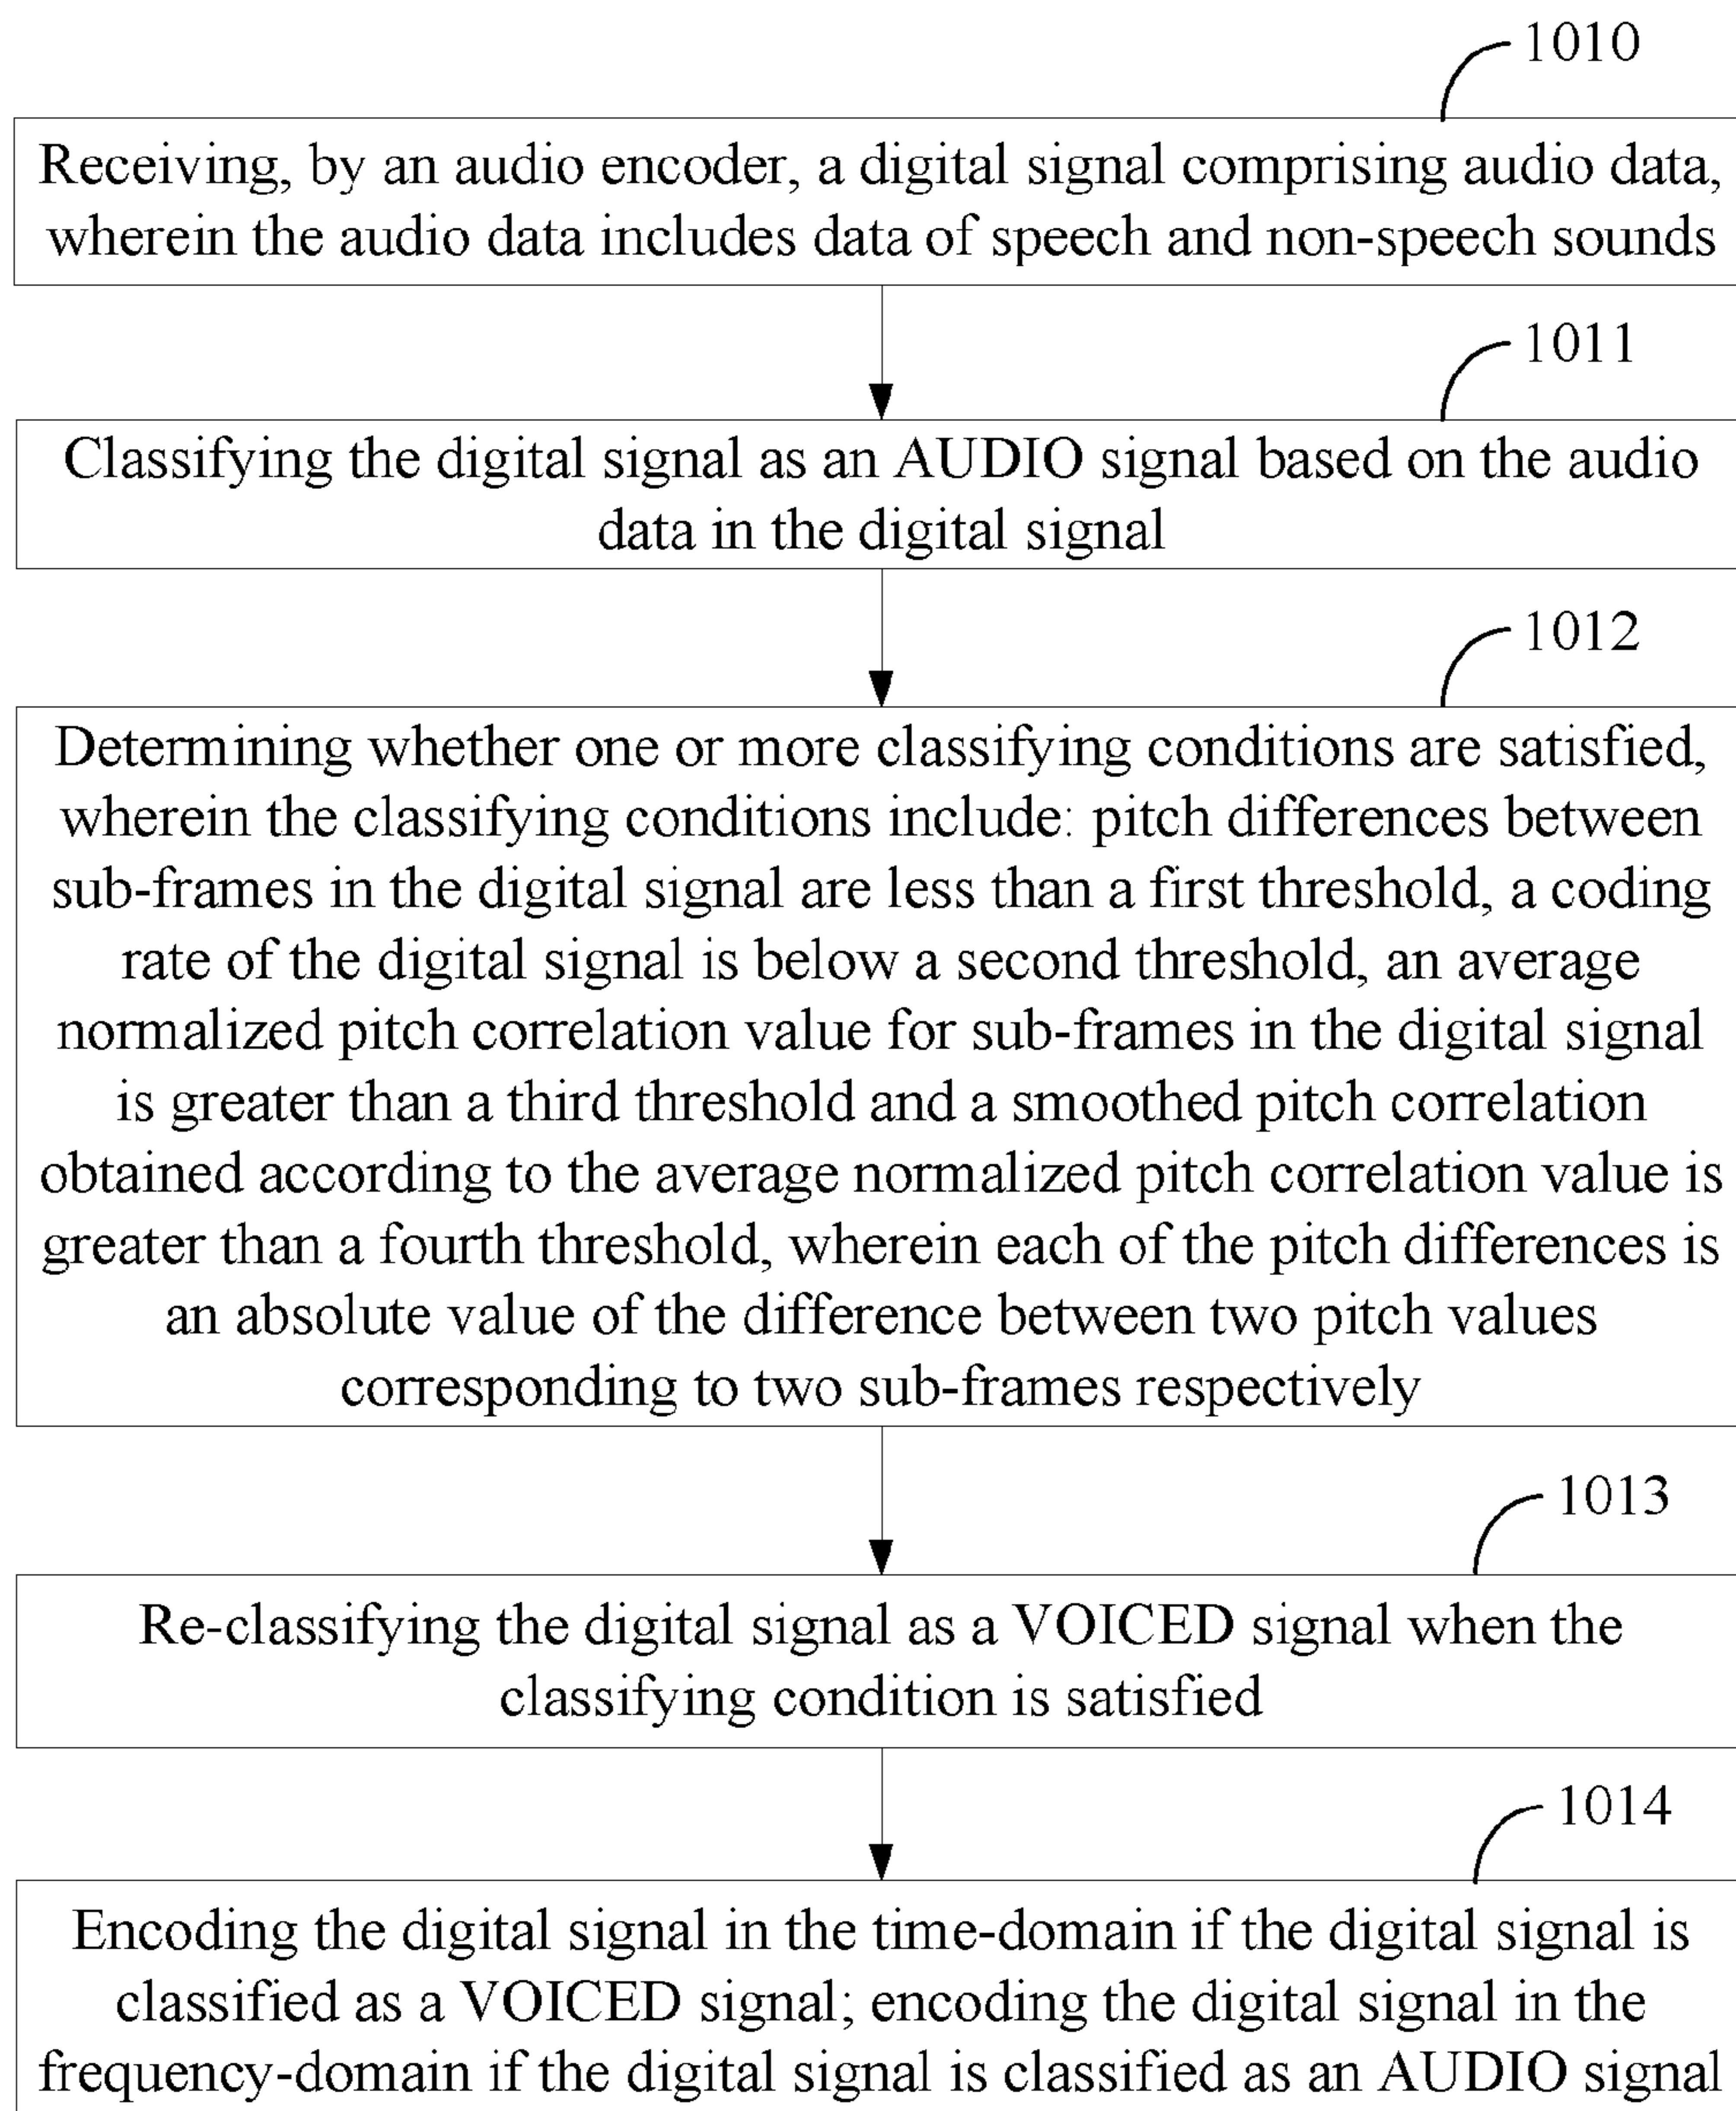 1010
Receiving, by an audio encoder, a digital signal comprising audio data,
wherein the audio data includes data of speech and non-speech sounds
1011
Classifying the digital signal as an AUDIO signal based on the audio
data in the digital signal
1012
Determining whether one or more classifying conditions are satisfied,
wherein the classifying conditions include: pitch differences between
sub-frames in the digital signal are less than a first threshold, a coding
rate of the digital signal is below a second threshold, an average
normalized pitch correlation value for sub-frames in the digital signal
is greater than a third threshold and a smoothed pitch correlation
obtained according to the average normalized pitch correlation value is
greater than a fourth threshold, wherein each of the pitch differences is
an absolute value of the difference between two pitch values
corresponding to two sub-frames respectively
1013
Re-classifying the digital signal as a VOICED signal when the
classifying condition is satisfied
1014
Encoding the digital signal in the time-domain if the digital signal is
classified as a VOICED signal; encoding the digital signal in the
frequency-domain if the digital signal is classified as an AUDIO signal